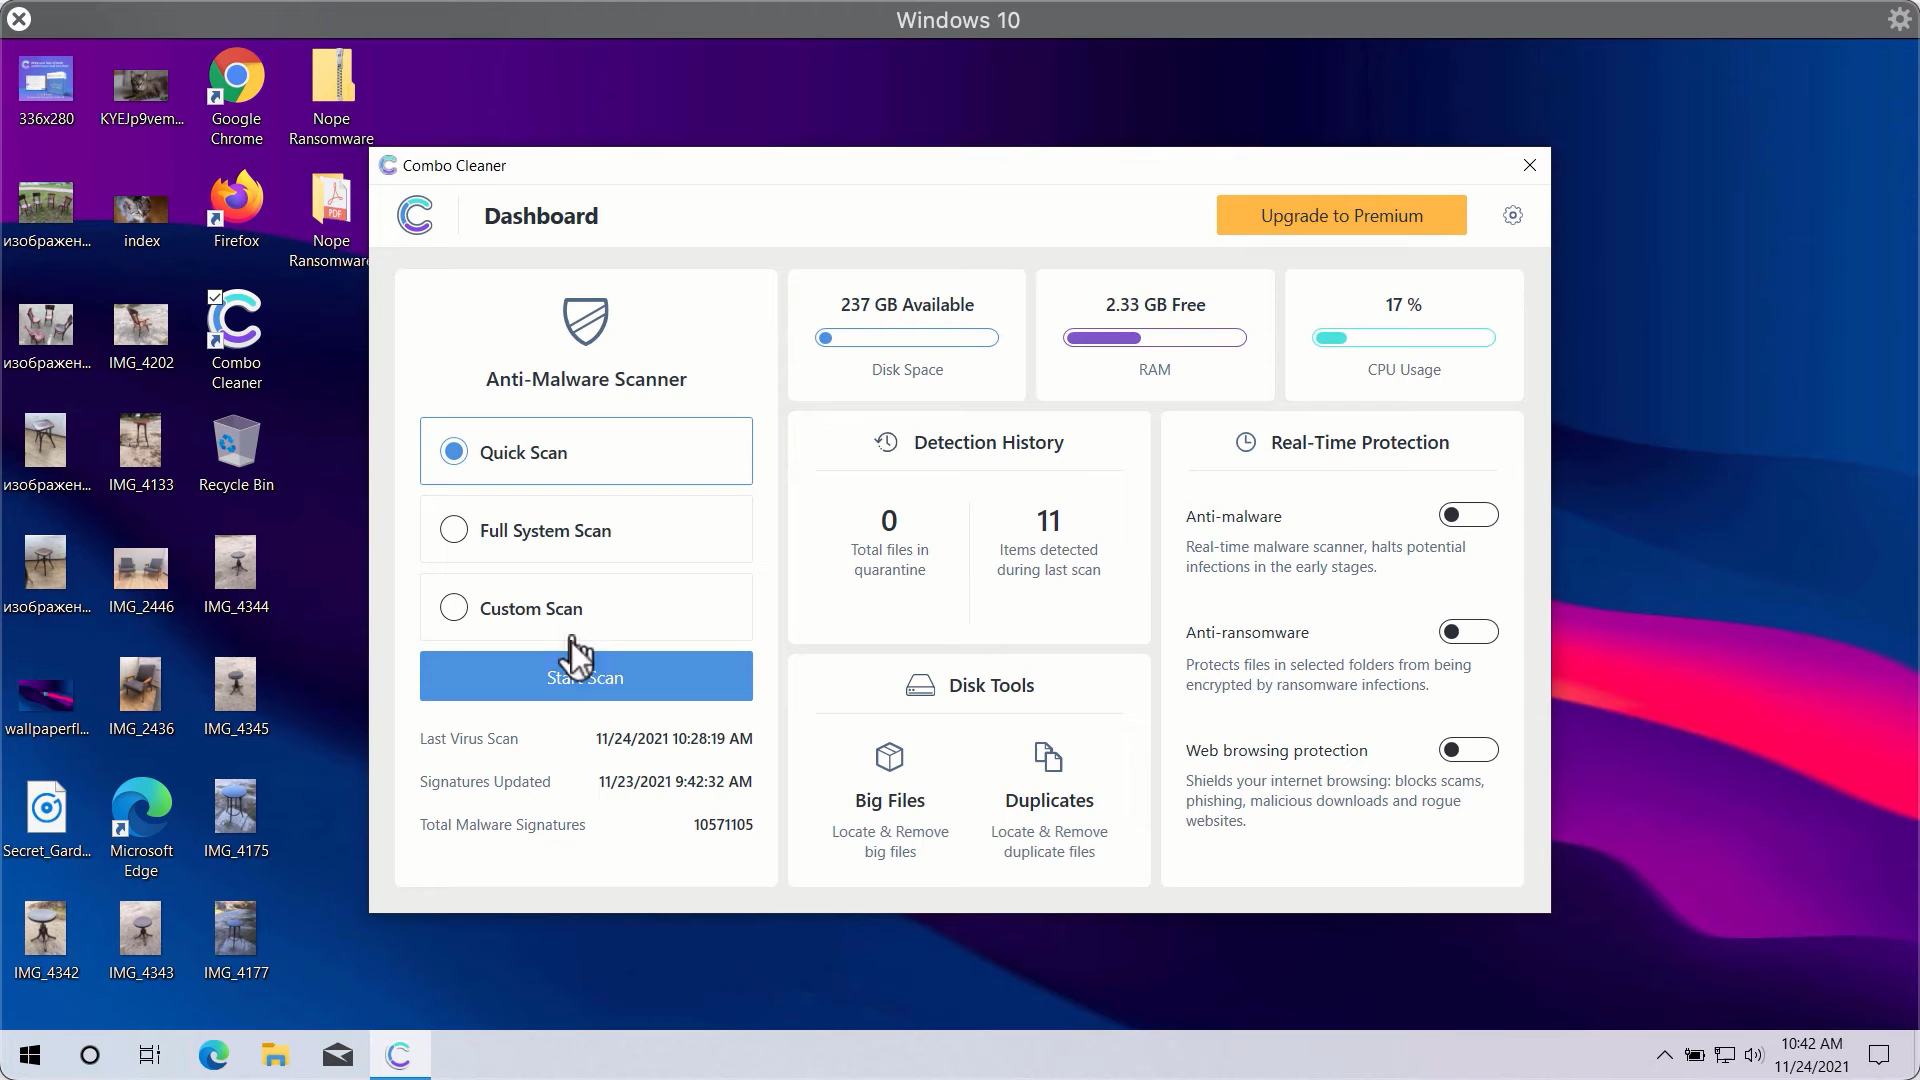 Windows 10
336x280
KYEJp9vem...
Google
Chrome
Nope
Ransomware
изображен...
index
Firefox
Nope
Ransomware
изображен...
IMG_4202
Combo
Cleaner
изображен...
IMG_4133
Recycle Bin
изображен...
IMG_2446
IMG_4344
wallpaperfl...
IMG_2436
IMG_4345
Secret_Gard...
Microsoft
Edge
IMG_4175
IMG_4342
IMG_4343
IMG_4177
PDF
Combo Cleaner
Dashboard
Upgrade to Premium
Anti-Malware Scanner
Quick Scan
Full System Scan
Custom Scan
Start Scan
Last Virus Scan 11/24/2021 10:28:19 AM
Signatures Updated 11/23/2021 9:42:32 AM
Total Malware Signatures 10571105
237 GB Available
Disk Space
2.33 GB Free
RAM
17 %
CPU Usage
Detection History
0
Total files in
quarantine
11
Items detected
during last scan
Disk Tools
Big Files
Locate & Remove
big files
Duplicates
Locate & Remove
duplicate files
Real-Time Protection
Anti-malware
Real-time malware scanner, halts potential
infections in the early stages.
Anti-ransomware
Protects files in selected folders from being
encrypted by ransomware infections.
Web browsing protection
Shields your internet browsing: blocks scams,
phishing, malicious downloads and rogue
websites.
10:42 AM
11/24/2021